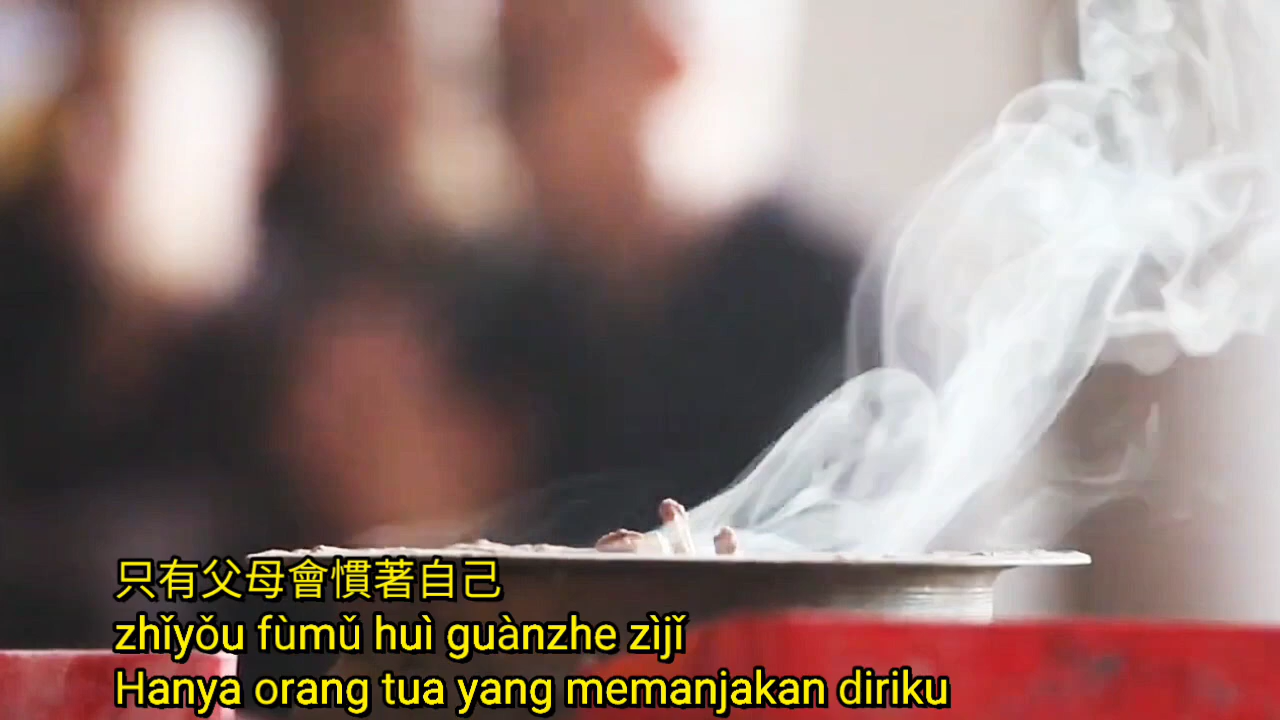 只有父母會慣著自己
zhǐyǒu fùmǔ huì guànzhe zìjǐ
Hanya orang tua yang memanjakan diriku